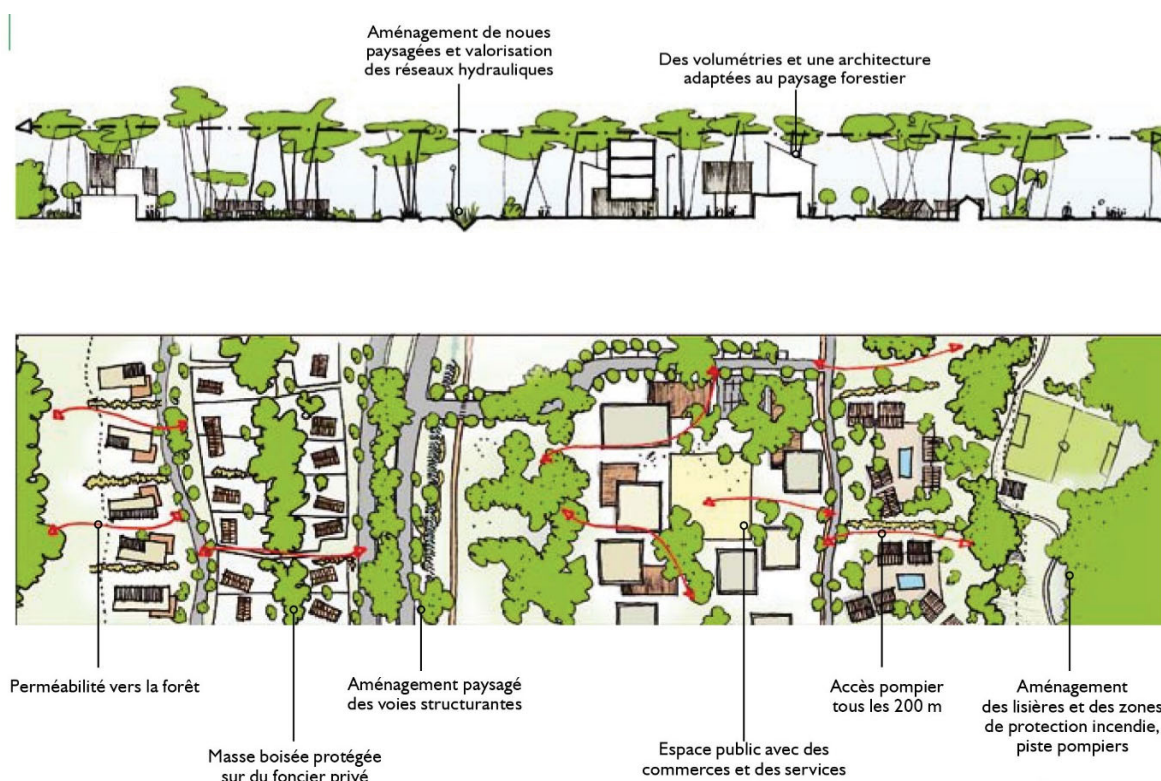 Aménagement de noues
paysagées et valorisation
des réseaux hydrauliques
Des volumétries et une architecture
adaptées au paysage forestier
Perméabilité vers la forêt
Masse boisée protégée
sur du foncier privé
Aménagement paysagé
des voies structurantes
Espace public avec des
commerces et des services
Accès pompier
tous les 200 m
Aménagement
des lisières et des zones
de protection incendie,
piste pompiers